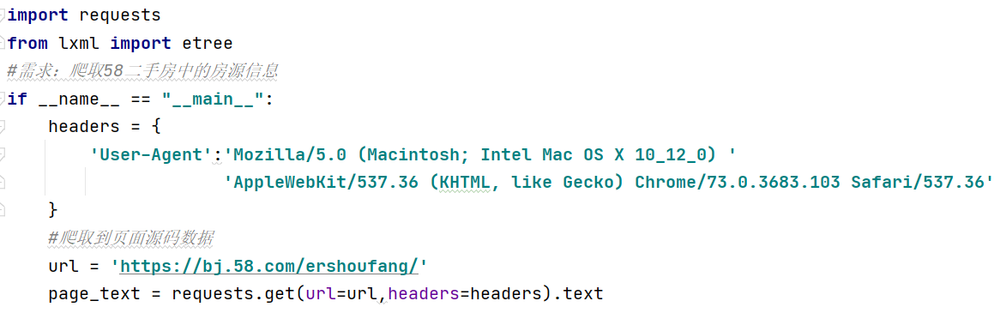 import requests
from lxml import etree
#需求：爬取58二手房中的房源信息
if __name__ == "__main__":
    headers = {
        'User-Agent':'Mozilla/5.0 (Macintosh; Intel Mac OS X 10_12_0) '
                     'AppleWebKit/537.36 (KHTML, like Gecko) Chrome/73.0.3683.103 Safari/537.36'
    }
    #爬取到页面源码数据
    url = 'https://bj.58.com/ershoufang/'
    page_text = requests.get(url=url,headers=headers).text